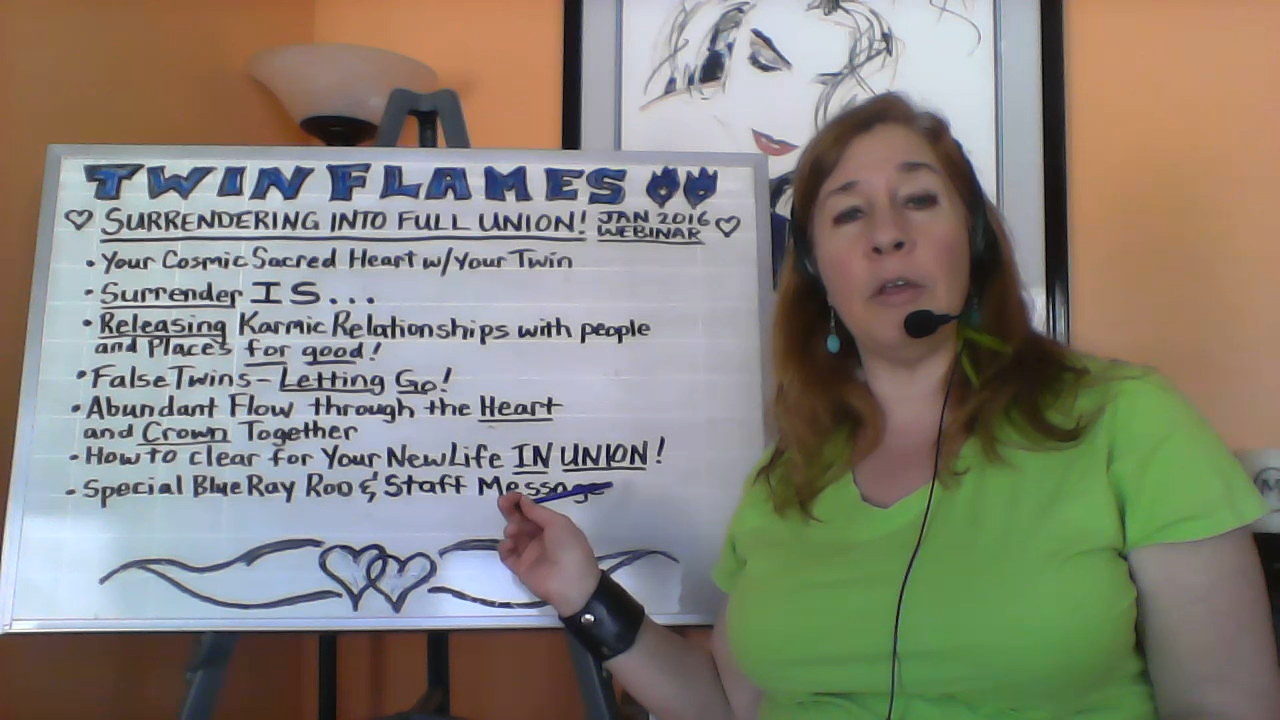 TWIN FLAMES
SURRENDERING INTO FULL UNION! JAN 2016
WEBINAR
• Your Cosmic Sacred Heart w/Your Twin
• Surrender IS...
• Releasing Karmic Relationships with people
and Places for good!
• False Twins - Letting Go!
• Abundant Flow through the Heart
and Crown Together
• How to clear for Your New Life IN UNION!
• Special Blue Ray Rod & Staff Message